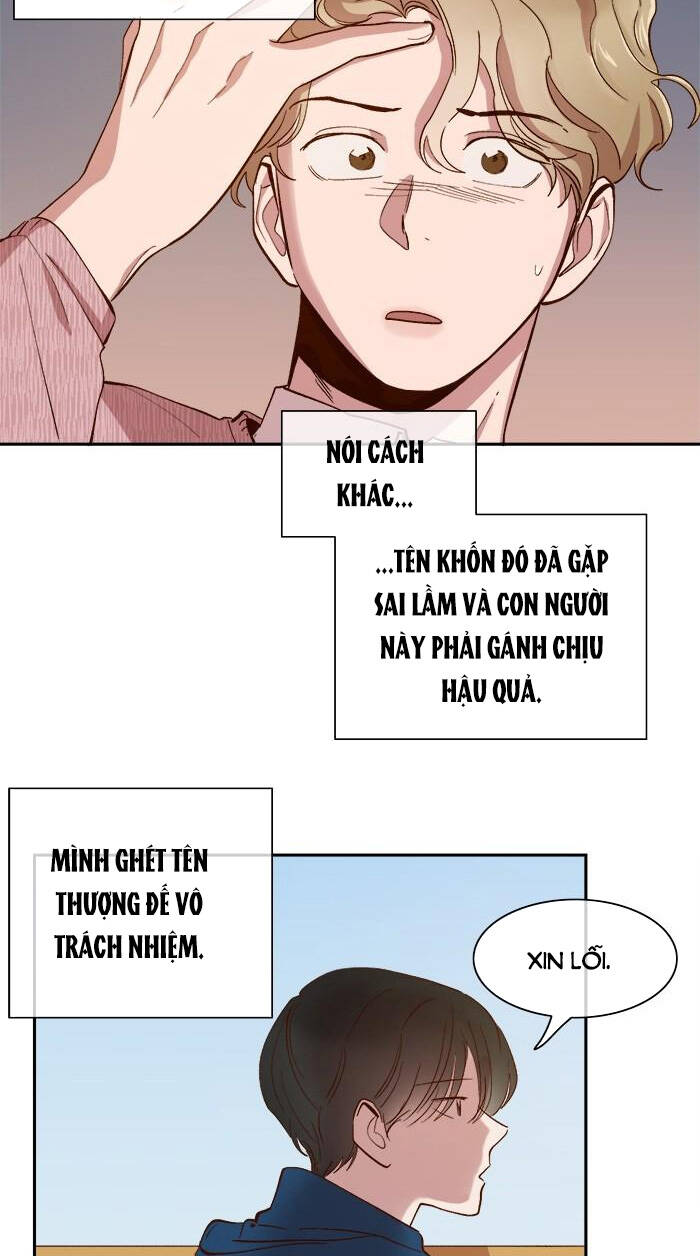 NÓI CÁCH
KHÁC...
...TÊN KHỐN ĐÓ ĐÃ GẶP
SAI LẦM VÀ CON NGƯỜI
NÀY PHẢI GÁNH CHỊU
HẬU QUẢ.
MÌNH GHÉT TÊN
THƯỢNG ĐẾ VÔ
TRÁCH NHIỆM.
XIN LỖI.